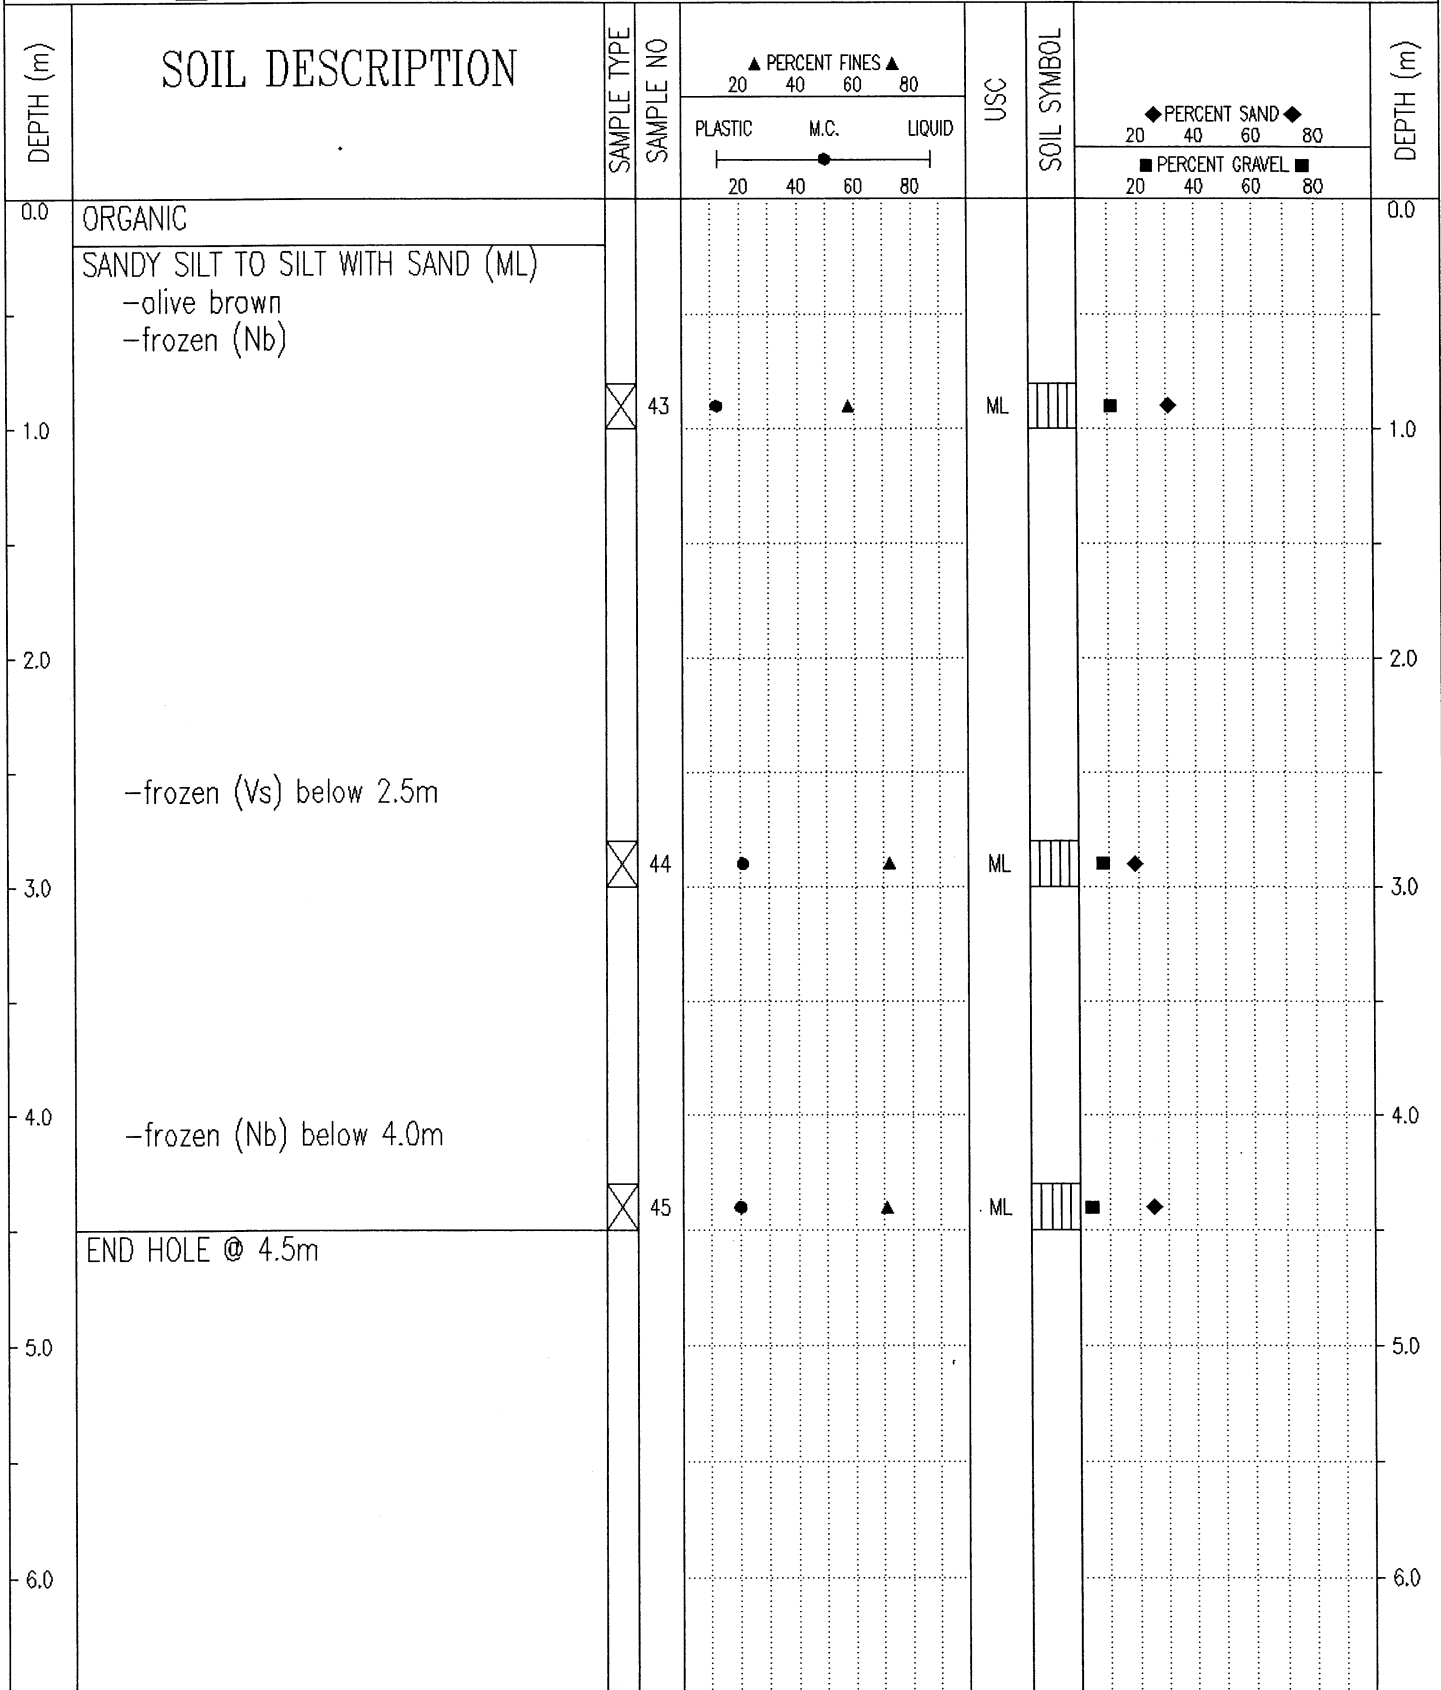 DEPTH (m)
SOIL DESCRIPTION
SAMPLE TYPE
SAMPLE NO
▲ PERCENT FINES ▲
20 40 60 80
PLASTIC M.C. LIQUID
20 40 60 80
USC
SOIL SYMBOL
◆ PERCENT SAND ◆
20 40 60 80
■ PERCENT GRAVEL ■
20 40 60 80
DEPTH (m)
0.0 ORGANIC 0.0
SANDY SILT TO SILT WITH SAND (ML)
-olive brown
-frozen (Nb)
43 ML
1.0 1.0
2.0 2.0
-frozen (Vs) below 2.5m
44 ML
3.0 3.0
4.0 4.0
-frozen (Nb) below 4.0m
45 ML
END HOLE @ 4.5m
5.0 5.0
6.0 6.0